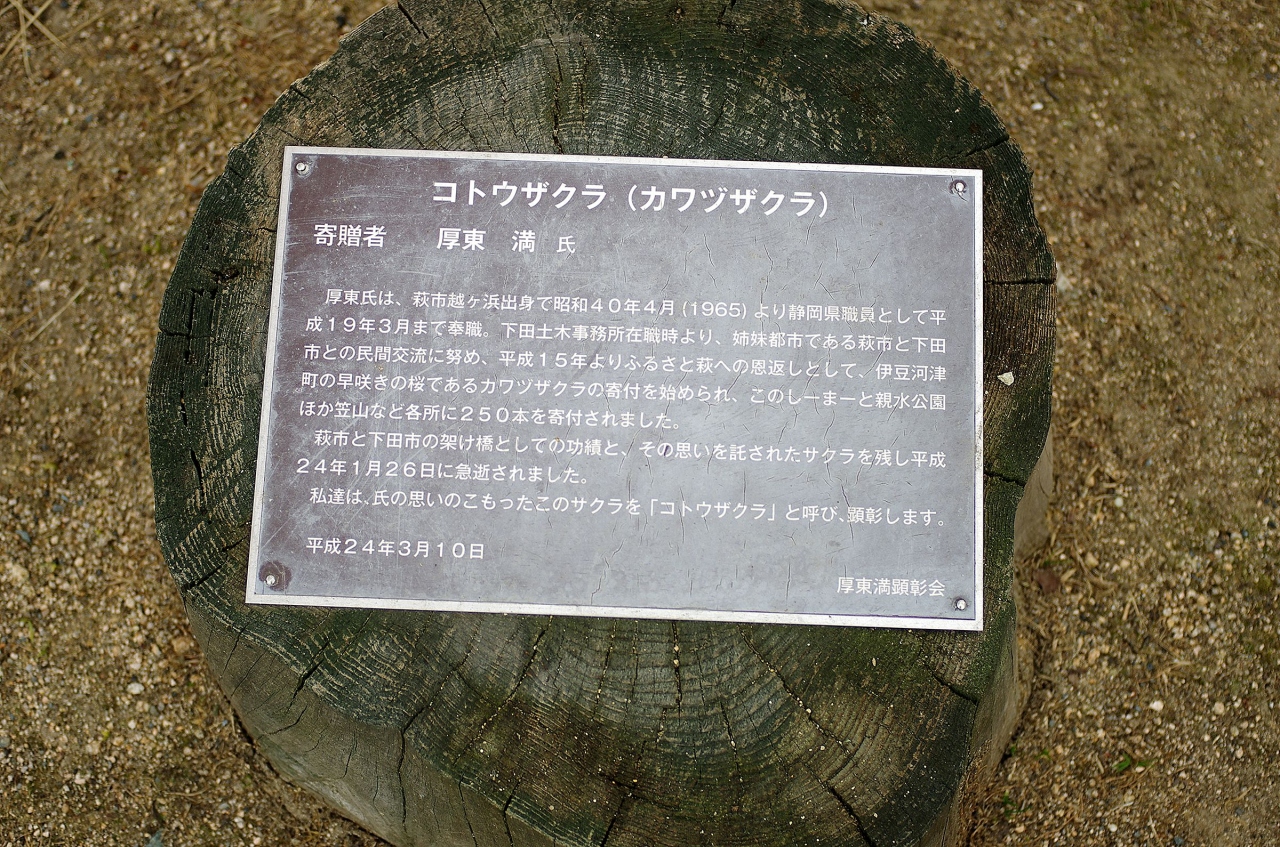 コトウザクラ（カワヅザクラ）
寄贈者　厚東　満　氏
厚東氏は、萩市越ヶ浜出身で昭和４０年４月(1965)より静岡県職員として平
成１９年３月まで奉職。下田土木事務所在職時より、姉妹都市である萩市と下田
市との民間交流に努め、平成１５年よりふるさと萩への恩返しとして、伊豆河津
町の早咲きの桜であるカワヅザクラの寄付を始められ、このしーまーと親水公園
ほか笠山など各所に２５０本を寄付されました。
萩市と下田市の架け橋としての功績と、その思いを託されたサクラを残し平成
２４年１月２６日に急逝されました。
私達は、氏の思いのこもったこのサクラを「コトウザクラ」と呼び、顕彰します。
平成２４年３月１０日
厚東満顕彰会